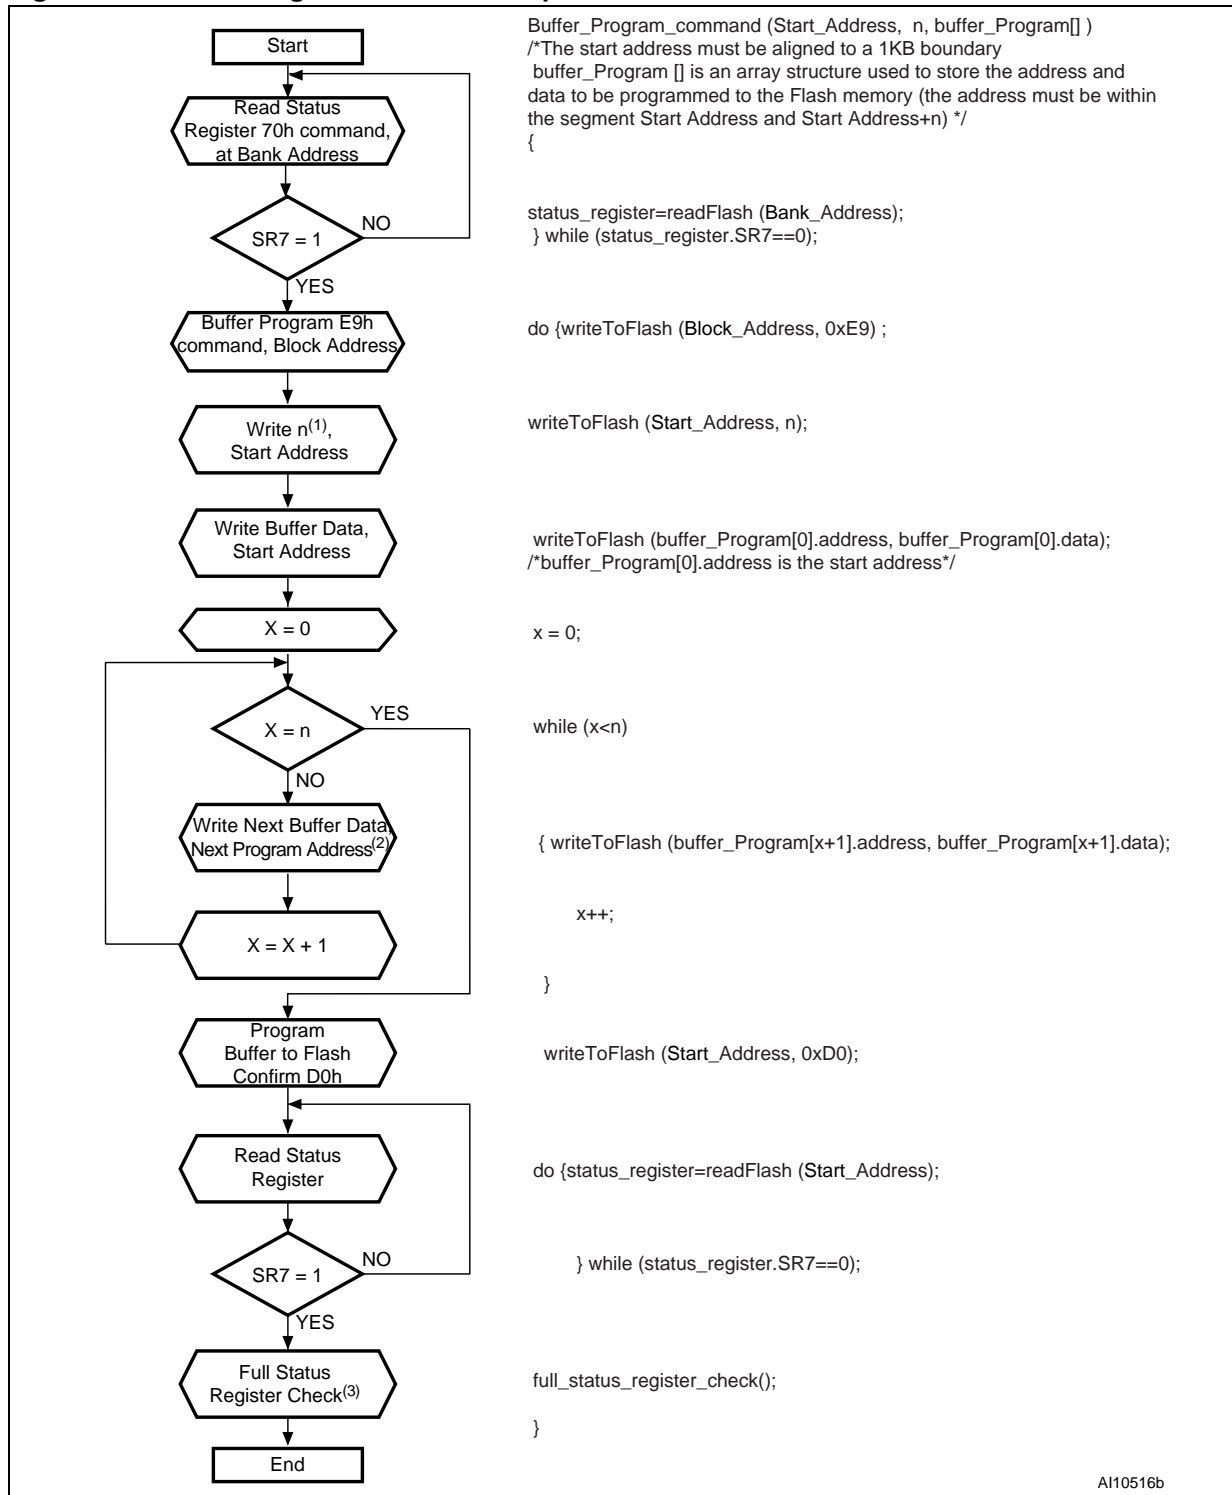 Start
Read Status
Register 70h command,
at Bank Address
SR7 = 1
NO
YES
Buffer Program E9h
command, Block Address
Write n(1),
Start Address
Write Buffer Data,
Start Address
X = 0
X = n
YES
NO
Write Next Buffer Data,
Next Program Address(2)
X = X + 1
Program
Buffer to Flash
Confirm D0h
Read Status
Register
SR7 = 1
NO
YES
Full Status
Register Check(3)
End
Buffer_Program_command (Start_Address, n, buffer_Program[] )
/*The start address must be aligned to a 1KB boundary
buffer_Program [] is an array structure used to store the address and
data to be programmed to the Flash memory (the address must be within
the segment Start Address and Start Address+n) */
{
status_register=readFlash (Bank_Address);
} while (status_register.SR7==0);
do {writeToFlash (Block_Address, 0xE9) ;
writeToFlash (Start_Address, n);
writeToFlash (buffer_Program[0].address, buffer_Program[0].data);
/*buffer_Program[0].address is the start address*/
x = 0;
while (x<n)
{ writeToFlash (buffer_Program[x+1].address, buffer_Program[x+1].data);
x++;
}
writeToFlash (Start_Address, 0xD0);
do {status_register=readFlash (Start_Address);
} while (status_register.SR7==0);
full_status_register_check();
}
AI10516b